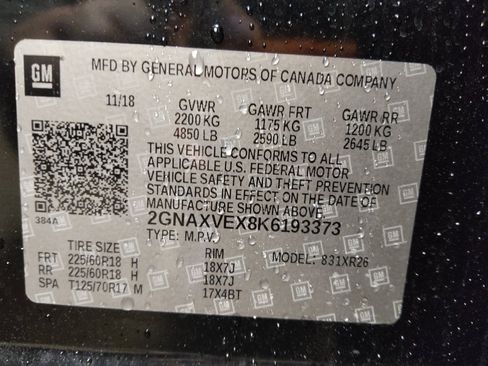 GM
MFD BY GENERAL MOTORS OF CANADA COMPANY
11/18 GVWR GAWR FRT GAWR RR
2200 KG 1175 KG 1200 KG
4850 LB 2590 LB 2645 LB
THIS VEHICLE CONFORMS TO ALL
APPLICABLE U.S. FEDERAL MOTOR
VEHICLE SAFETY AND THEFT PREVENTION
STANDARDS IN EFFECT ON THE DATE OF
MANUFACTURE SHOWN ABOVE
384A 2GNAXVEX8K6193373
TYPE: M.P.V. 831XR26
TIRE SIZE RIM
FRT 225/60R18 H 18X7J
RR 225/60R18 H 18X7J
SPA T125/70R17 M 17X4BT